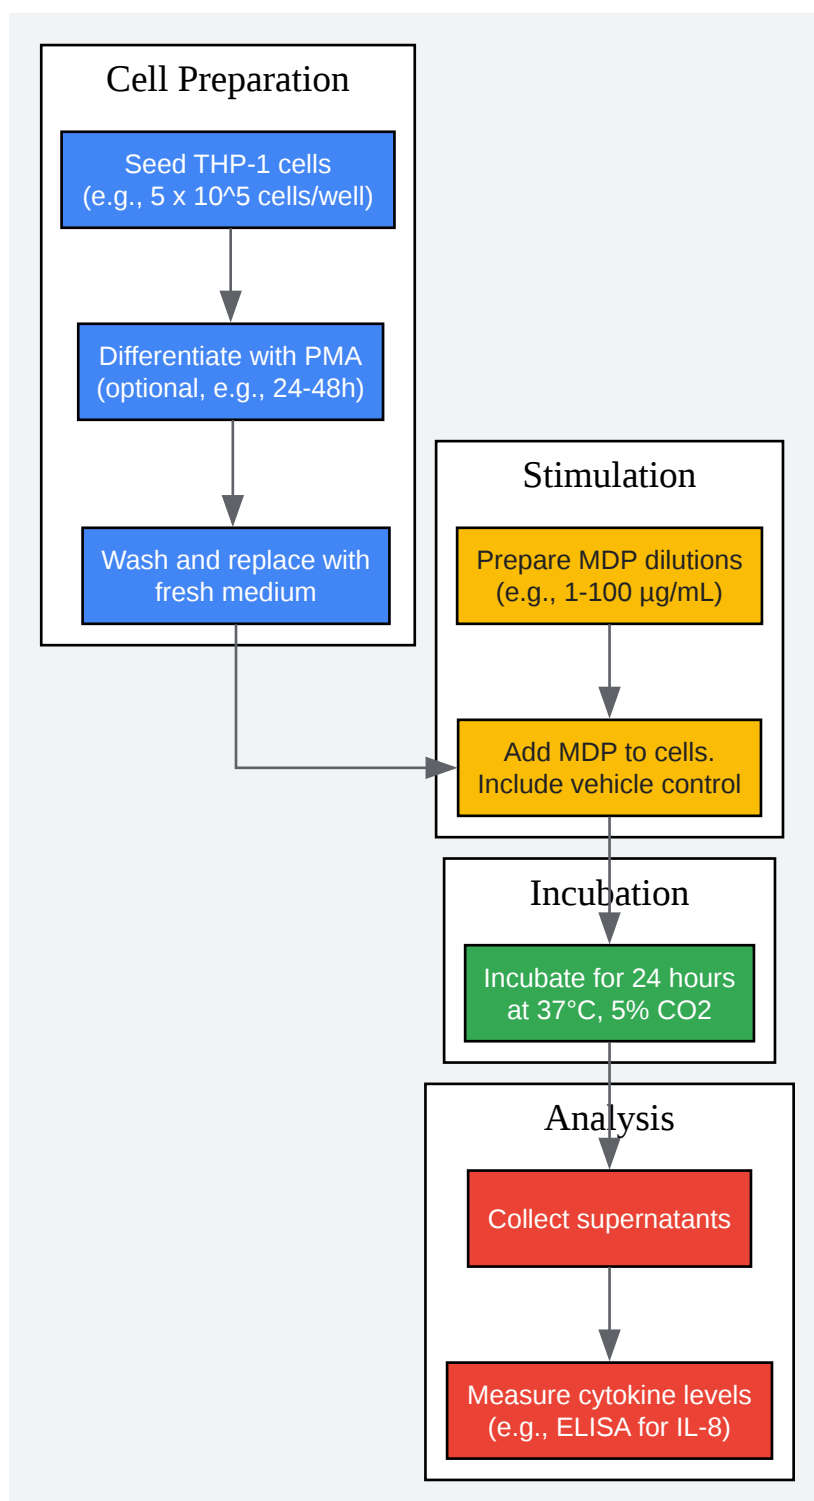 Cell Preparation
Seed THP-1 cells
(e.g., 5 x 10^5 cells/well)
Differentiate with PMA
(optional, e.g., 24-48h)
Wash and replace with
fresh medium
Stimulation
Prepare MDP dilutions
(e.g., 1-100 µg/mL)
Add MDP to cells.
Include vehicle control
Incubation
Incubate for 24 hours
at 37°C, 5% CO2
Analysis
Collect supernatants
Measure cytokine levels
(e.g., ELISA for IL-8)